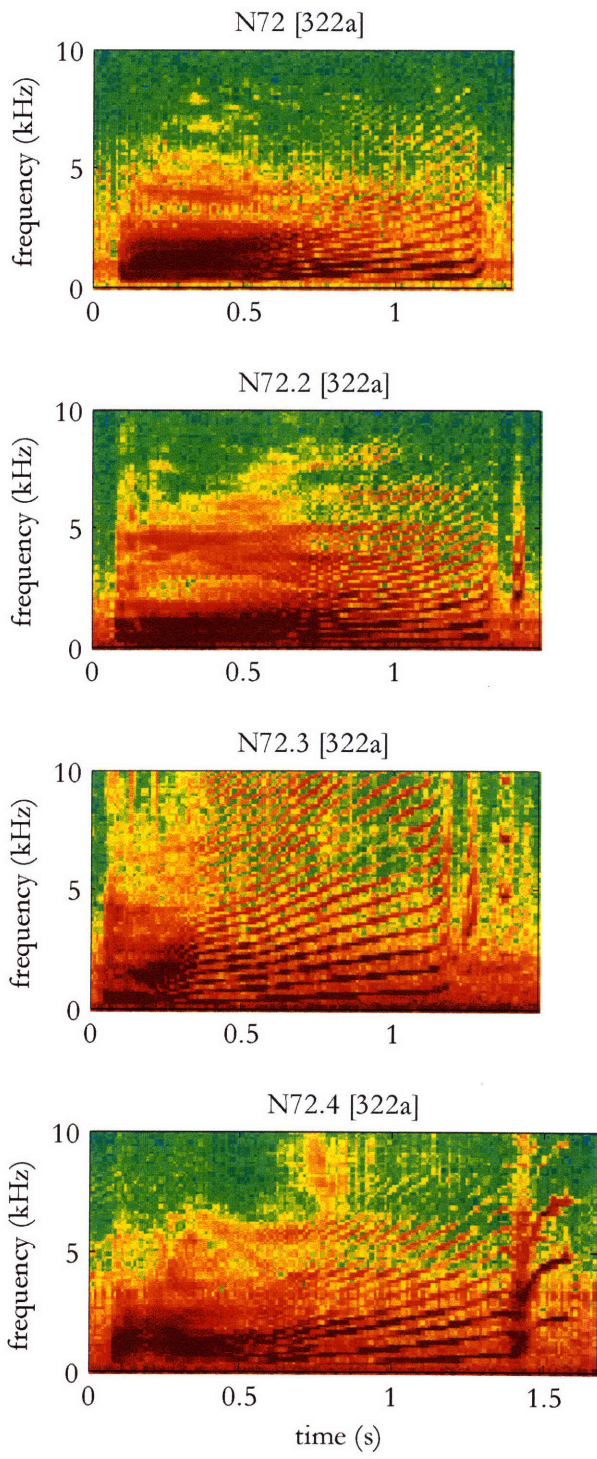 N72 [322a]
10
5
0
frequency (kHz)
0 0.5 1
N72.2 [322a]
10
5
0
frequency (kHz)
0 0.5 1
N72.3 [322a]
10
5
0
frequency (kHz)
0 0.5 1
N72.4 [322a]
10
5
0
frequency (kHz)
0 0.5 1 1.5
time (s)